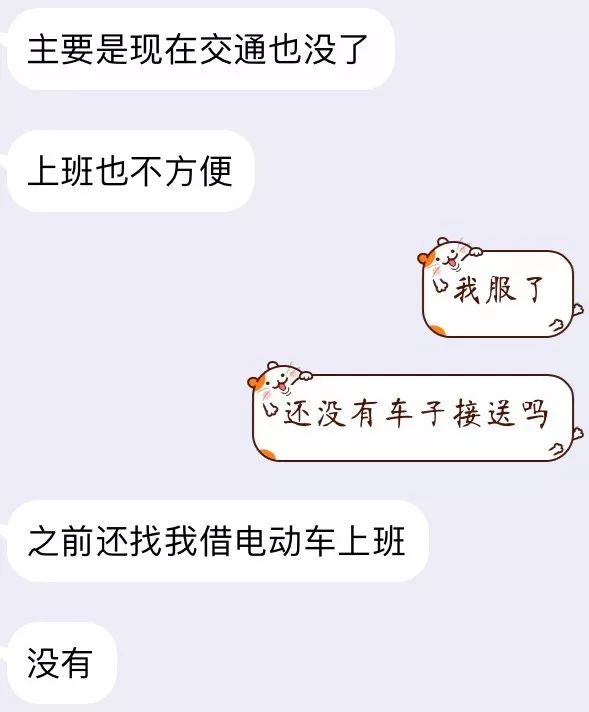 主要是现在交通也没了
上班也不方便
我服了
还没有车子接送吗
之前还找我借电动车上班
没有